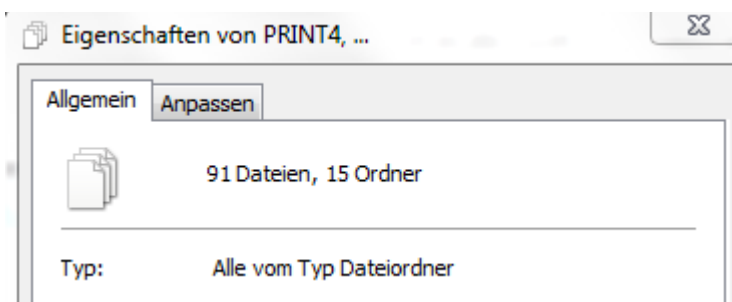 Eigenschaften von PRINT4, ...
Allgemein Anpassen
91 Dateien, 15 Ordner
Typ: Alle vom Typ Dateiordner